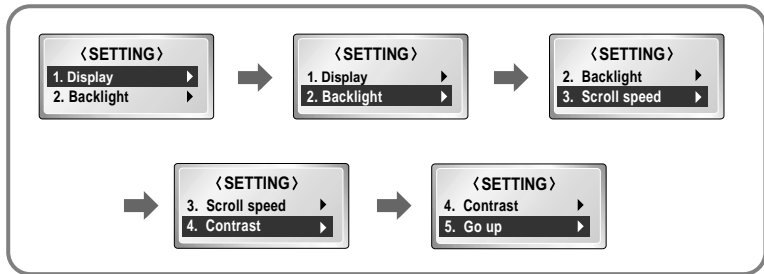 〈SETTING〉
1. Display
2. Backlight
〈SETTING〉
1. Display
2. Backlight
〈SETTING〉
2. Backlight
3. Scroll speed
〈SETTING〉
3. Scroll speed
4. Contrast
〈SETTING〉
4. Contrast
5. Go up